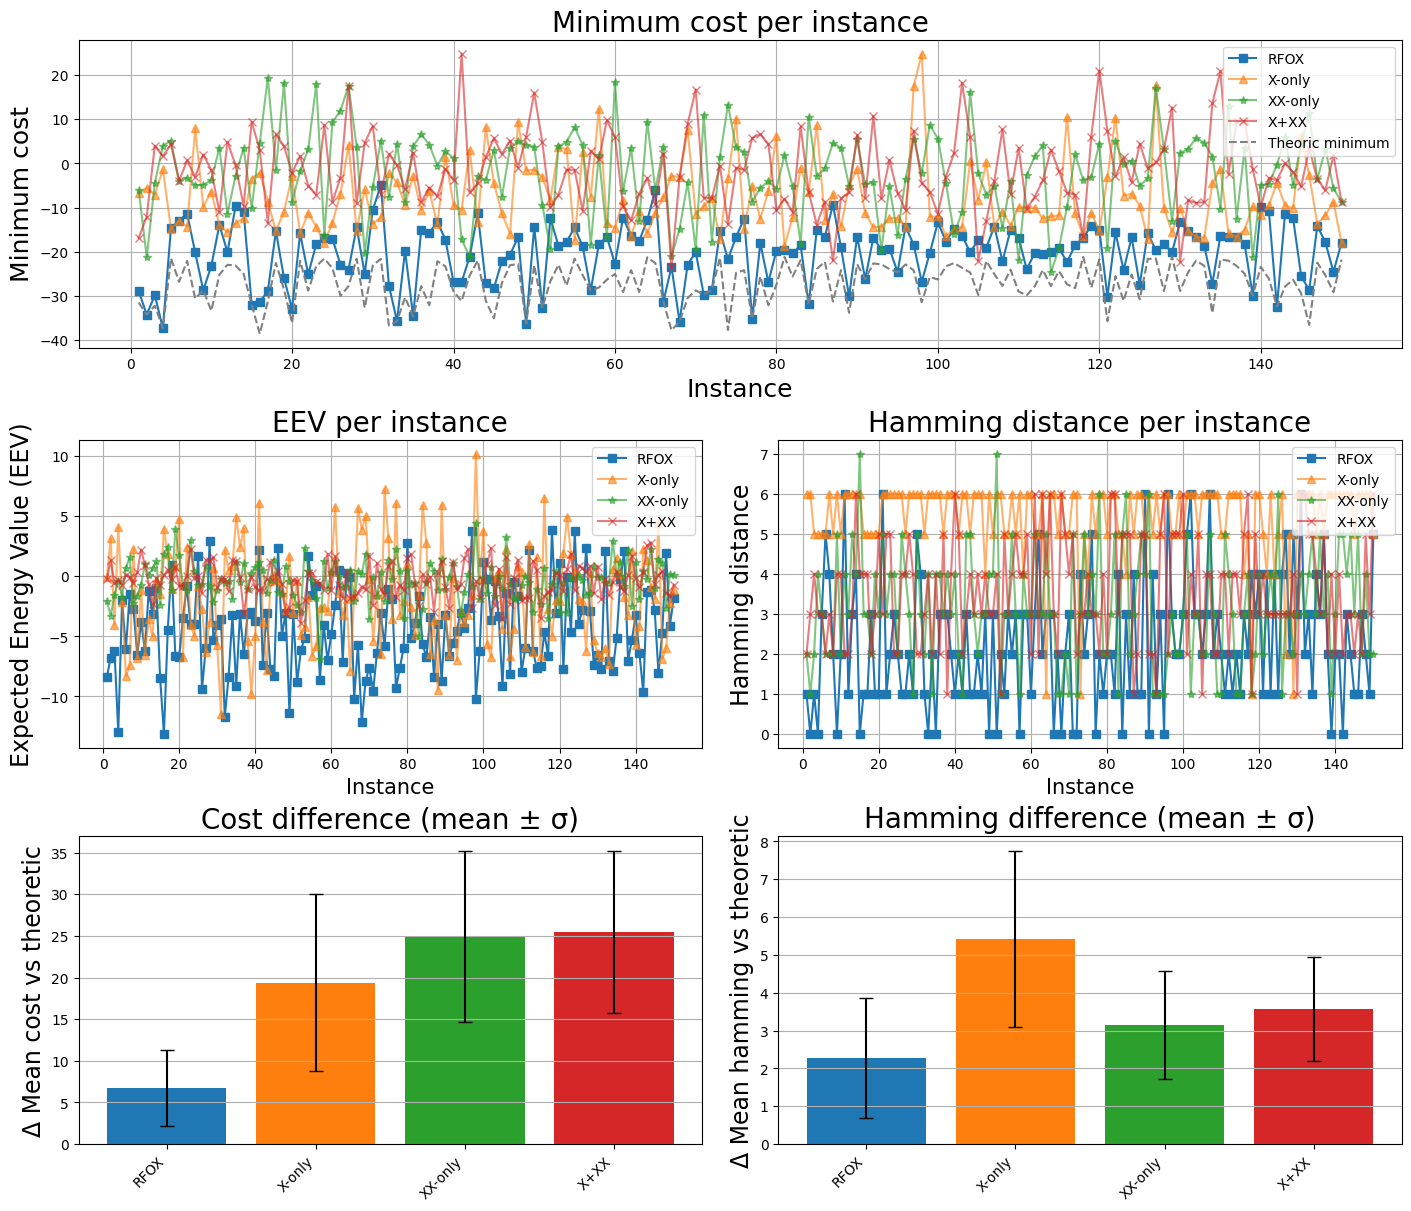 Minimum cost per instance
Minimum cost
20
10
0
−10
−20
−30
−40
RFOX
X-only
XX-only
X+XX
Theoric minimum
0
20
40
60
80
100
120
140
Instance
EEV per instance
Expected Energy Value (EEV)
10
5
0
−5
−10
RFOX
X-only
XX-only
X+XX
0
20
40
60
80
100
120
140
Instance
Hamming distance per instance
Hamming distance
7
6
5
4
3
2
1
0
RFOX
X-only
XX-only
X+XX
0
20
40
60
80
100
120
140
Instance
Cost difference (mean ± σ)
Δ Mean cost vs theoretic
35
30
25
20
15
10
5
0
RFOX
X-only
XX-only
X+XX
Hamming difference (mean ± σ)
Δ Mean hamming vs theoretic
8
7
6
5
4
3
2
1
0
RFOX
X-only
XX-only
X+XX